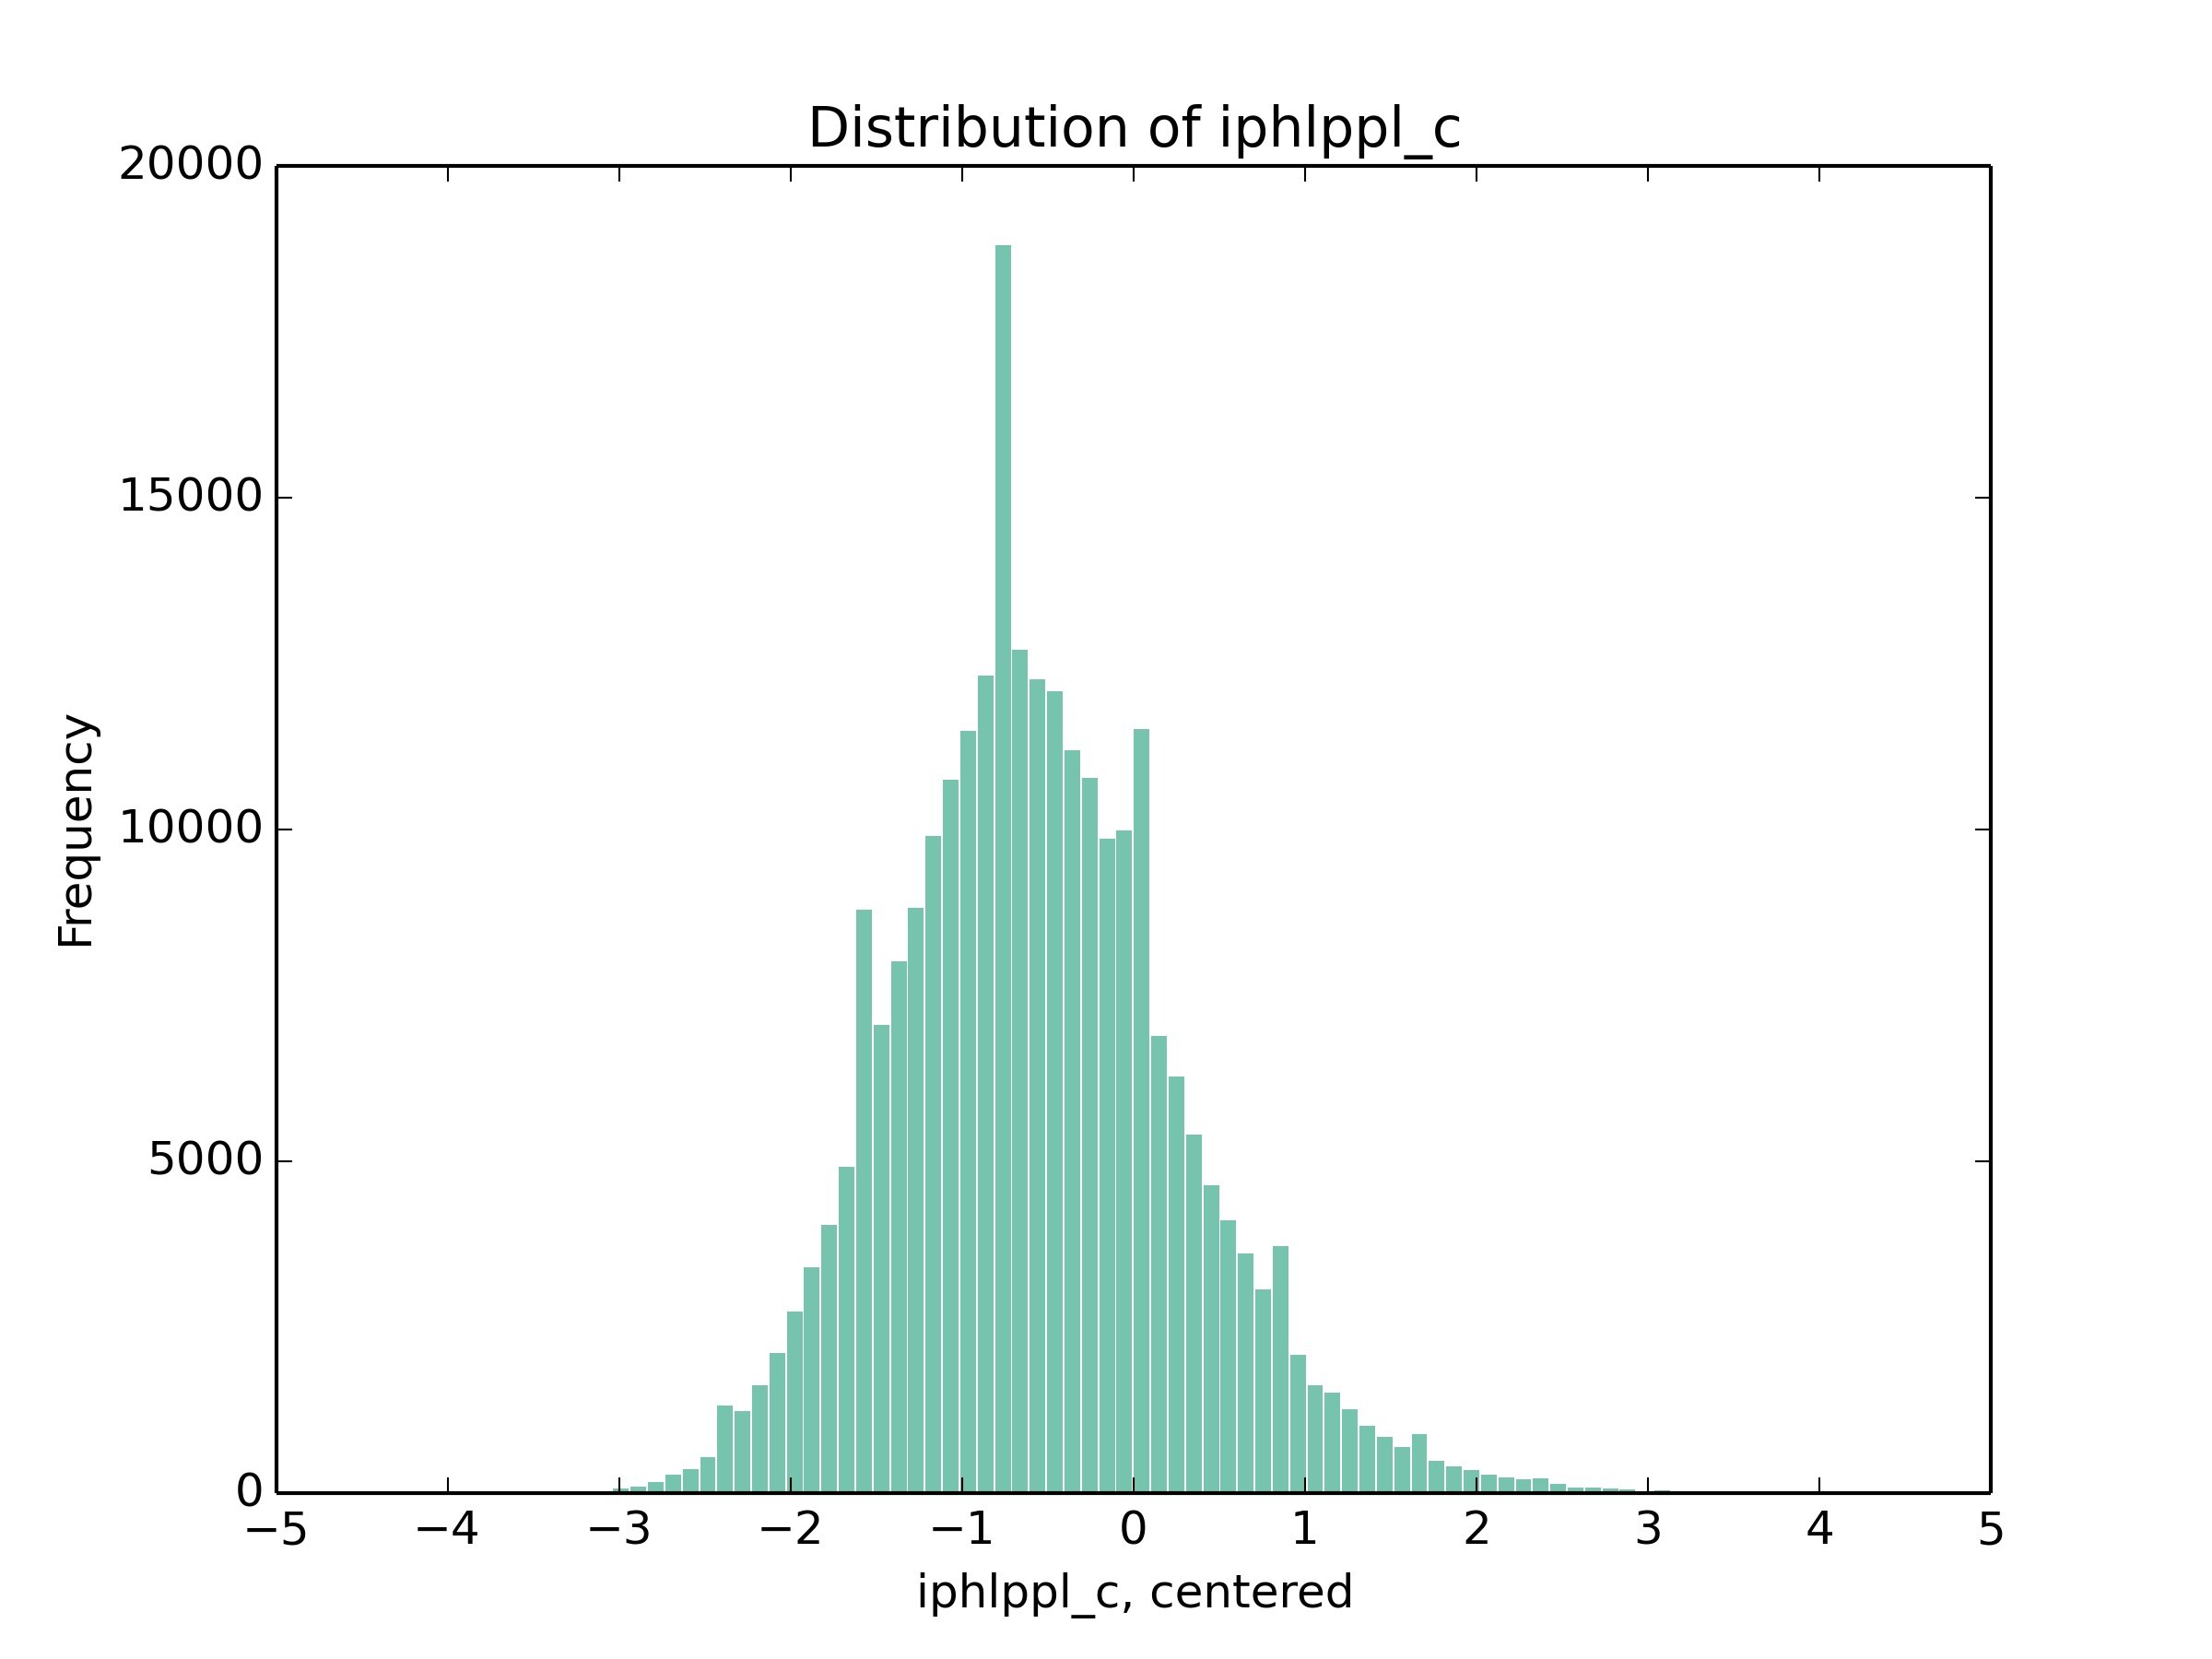 Distribution of iphlppl_c
20000
15000
10000
5000
0
Frequency
−5 −4 −3 −2 −1 0 1 2 3 4 5
iphlppl_c, centered